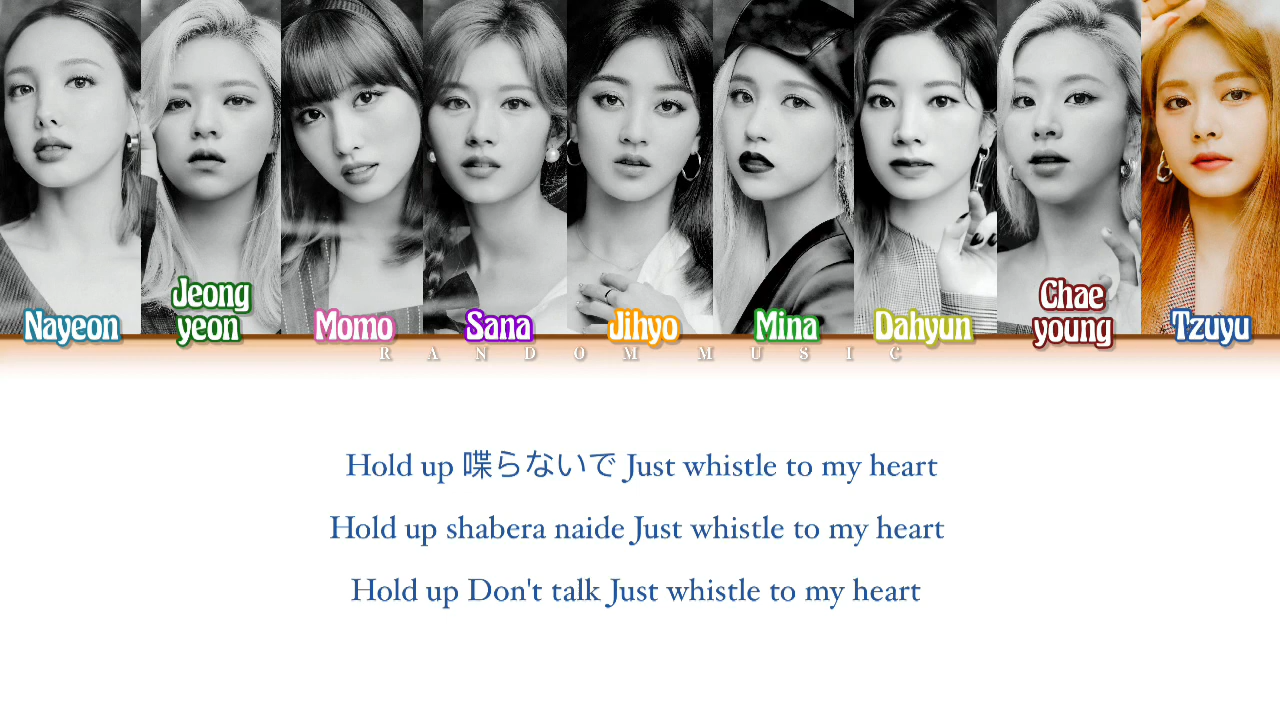 Nayeon
Jeong
yeon
Momo
Sana
Jihyo
Mina
Dahyun
Chae
young
Tzuyu
RANDOM MUSIC
Hold up 喋らないで Just whistle to my heart
Hold up shabera naide Just whistle to my heart
Hold up Don't talk Just whistle to my heart